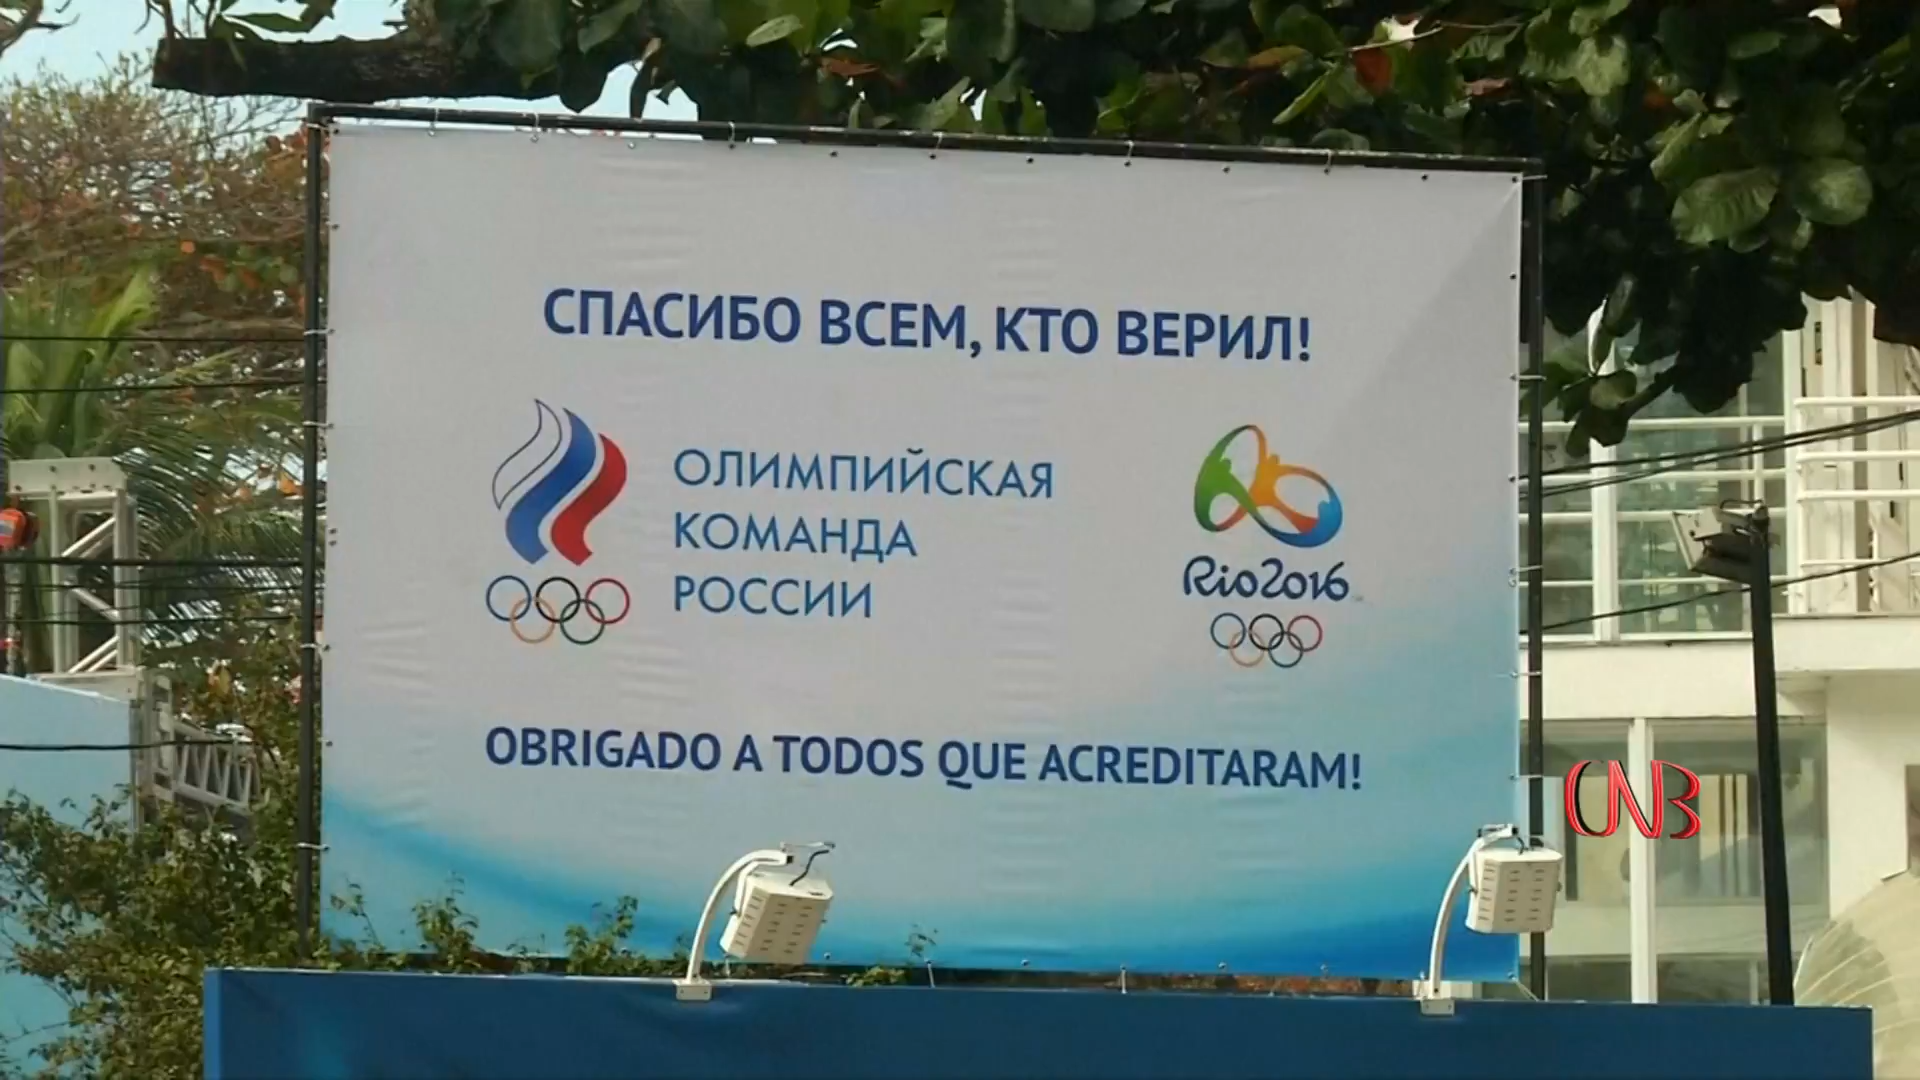 СПАСИБО ВСЕМ, КТО ВЕРИЛ!
ОЛИМПИЙСКАЯ
КОМАНДА
РОССИИ
Rio2016
OBRIGADO A TODOS QUE ACREDITARAM!
CNB